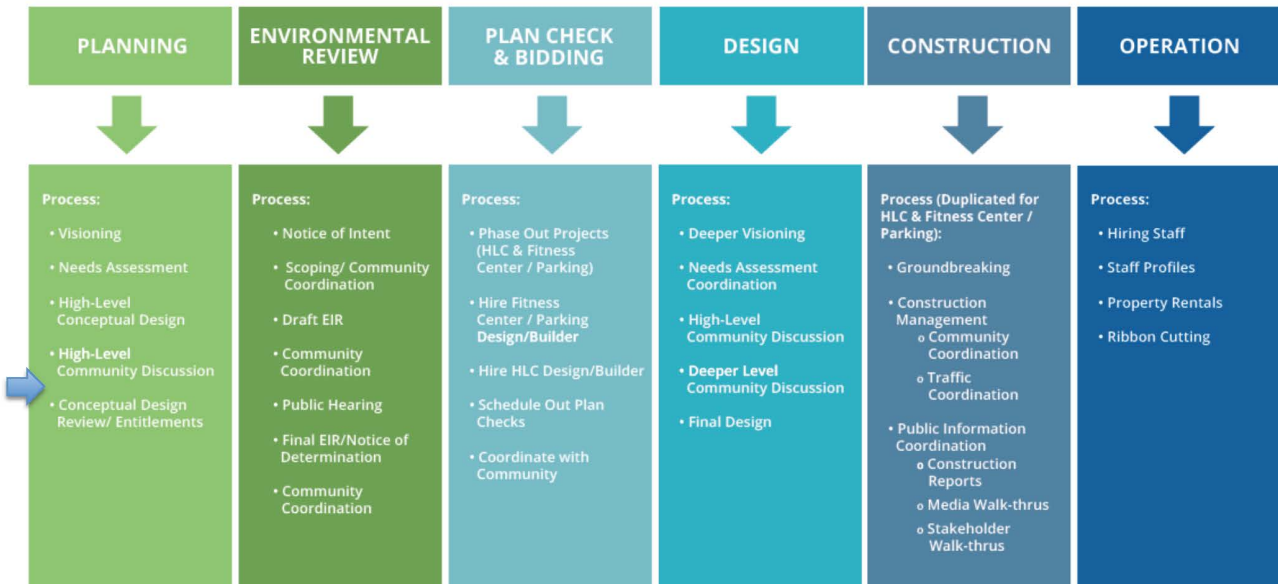 PLANNING
ENVIRONMENTAL
REVIEW
PLAN CHECK
& BIDDING
DESIGN
CONSTRUCTION
OPERATION
Process:
• Visioning
• Needs Assessment
• High-Level
Conceptual Design
• High-Level
Community Discussion
• Conceptual Design
Review/ Entitlements
Process:
• Notice of Intent
• Scoping/ Community
Coordination
• Draft EIR
• Community
Coordination
• Public Hearing
• Final EIR/Notice of
Determination
• Community
Coordination
Process:
• Phase Out Projects
(HLC & Fitness
Center / Parking)
• Hire Fitness
Center / Parking
Design/Builder
• Hire HLC Design/Builder
• Schedule Out Plan
Checks
• Coordinate with
Community
Process:
• Deeper Visioning
• Needs Assessment
Coordination
• High-Level
Community Discussion
• Deeper Level
Community Discussion
• Final Design
Process (Duplicated for
HLC & Fitness Center /
Parking):
• Groundbreaking
• Construction
Management
o Community
Coordination
o Traffic
Coordination
• Public Information
Coordination
o Construction
Reports
o Media Walk-thrus
o Stakeholder
Walk-thrus
Process:
• Hiring Staff
• Staff Profiles
• Property Rentals
• Ribbon Cutting